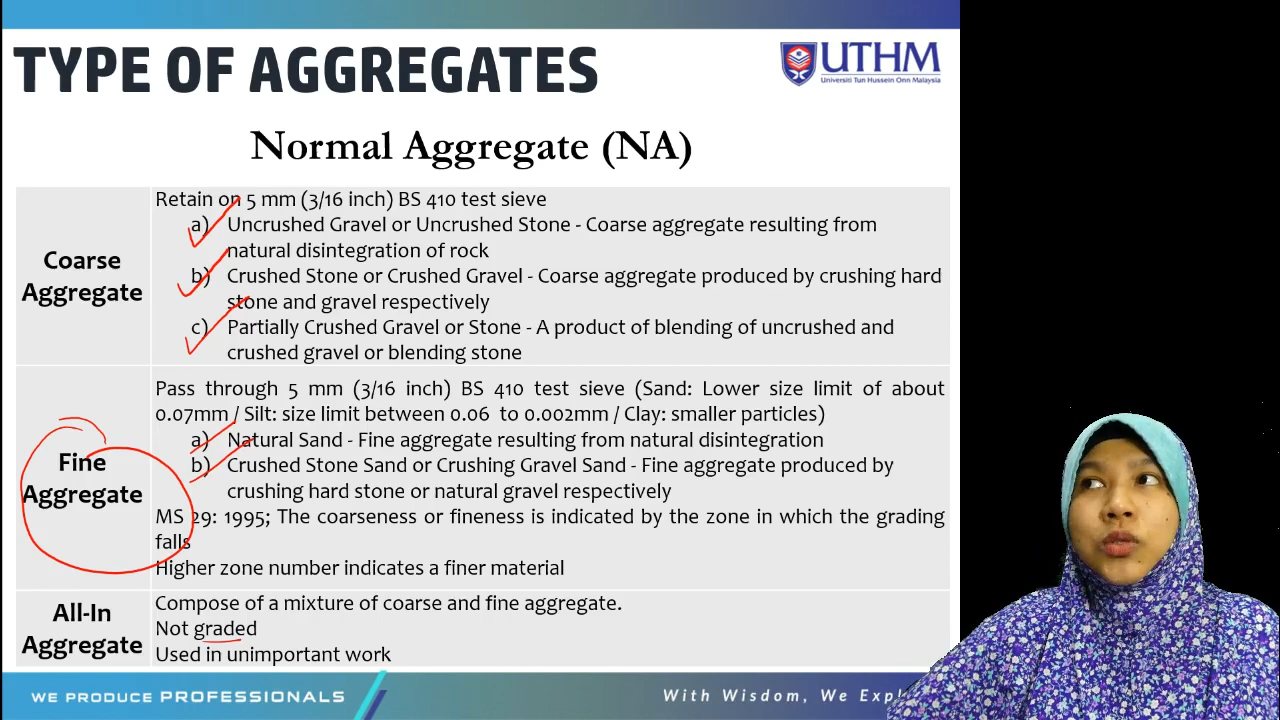 TYPE OF AGGREGATES
UTHM
Universiti Tun Hussein Onn Malaysia
Normal Aggregate (NA)
Coarse
Aggregate
Retain on 5 mm (3/16 inch) BS 410 test sieve
a) Uncrushed Gravel or Uncrushed Stone - Coarse aggregate resulting from
natural disintegration of rock
b) Crushed Stone or Crushed Gravel - Coarse aggregate produced by crushing hard
stone and gravel respectively
c) Partially Crushed Gravel or Stone - A product of blending of uncrushed and
crushed gravel or blending stone
Fine
Aggregate
Pass through 5 mm (3/16 inch) BS 410 test sieve (Sand: Lower size limit of about
0.07mm / Silt: size limit between 0.06 to 0.002mm / Clay: smaller particles)
a) Natural Sand - Fine aggregate resulting from natural disintegration
b) Crushed Stone Sand or Crushing Gravel Sand - Fine aggregate produced by
crushing hard stone or natural gravel respectively
MS 29: 1995; The coarseness or fineness is indicated by the zone in which the grading
falls
Higher zone number indicates a finer material
All-In
Aggregate
Compose of a mixture of coarse and fine aggregate.
Not graded
Used in unimportant work
WE PRODUCE PROFESSIONALS
With Wisdom, We